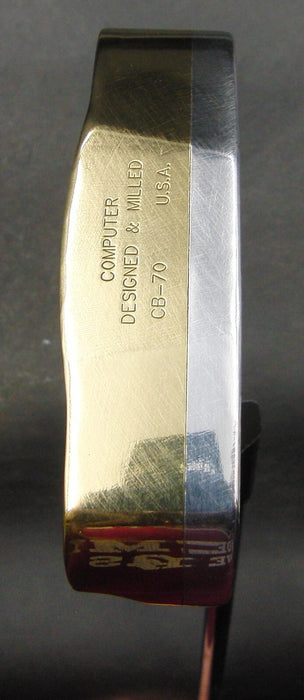 COMPUTER
DESIGNED & MILLED
CB-70 U.S.A.